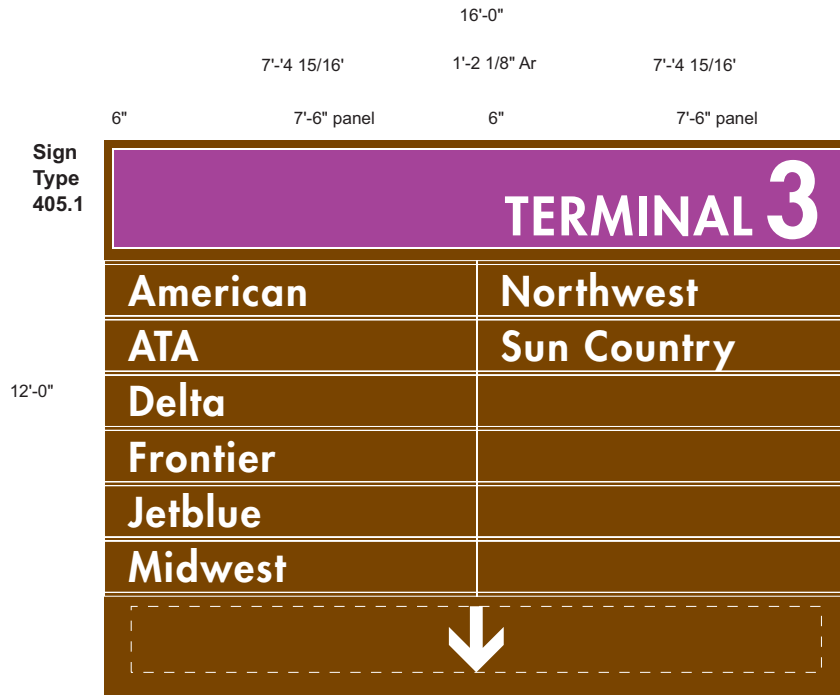 16'-0"
7'-'4 15/16' 1'-2 1/8" Ar 7'-'4 15/16'
6" 7'-6" panel 6" 7'-6" panel
Sign
Type
405.1
TERMINAL 3
American Northwest
ATA Sun Country
12'-0"
Delta
Frontier
Jetblue
Midwest